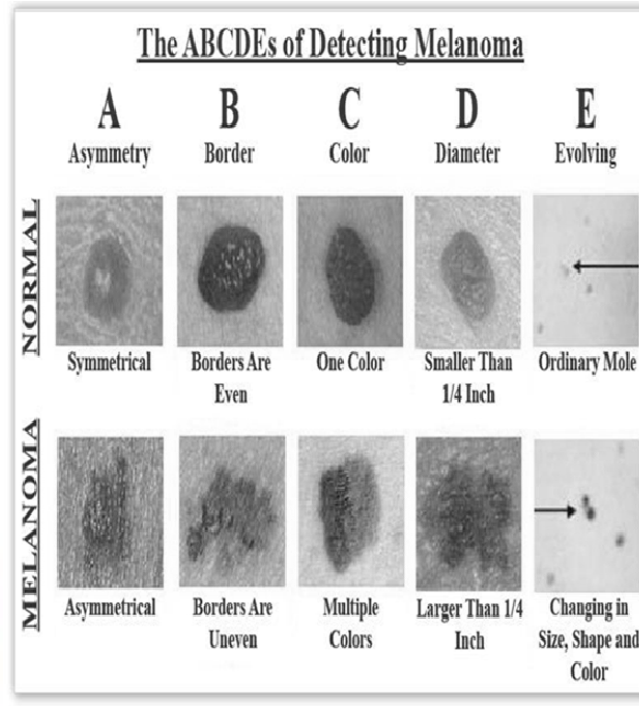 The ABCDEs of Detecting Melanoma
A B C D E
Asymmetry Border Color Diameter Evolving
NORMAL
Symmetrical Borders Are Even One Color Smaller Than 1/4 Inch Ordinary Mole
MELANOMA
Asymmetrical Borders Are Uneven Multiple Colors Larger Than 1/4 Inch Changing in Size, Shape and Color